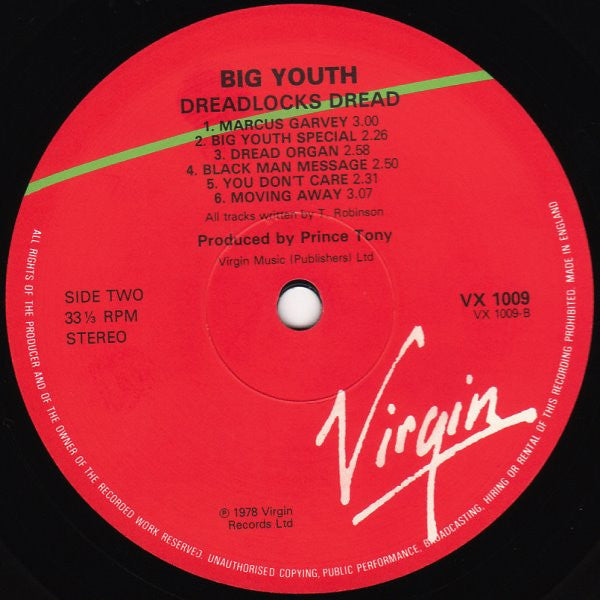 BIG YOUTH
DREADLOCKS DREAD
1. MARCUS GARVEY 3.00
2. BIG YOUTH SPECIAL 2.26
3. DREAD ORGAN 2.58
4. BLACK MAN MESSAGE 2.50
5. YOU DON'T CARE 2.31
6. MOVING AWAY 3.07
All tracks written by T. Robinson
Produced by Prince Tony
Virgin Music (Publishers) Ltd
SIDE TWO
33⅓ RPM
STEREO
VX 1009
VX 1009-B
Virgin
℗ 1978 Virgin
Records Ltd
ALL RIGHTS OF THE PRODUCER AND OF THE OWNER OF THE RECORDED WORK RESERVED. UNAUTHORISED COPYING, PUBLIC PERFORMANCE, BROADCASTING, HIRING OR RENTAL OF THIS RECORDING PROHIBITED. MADE IN ENGLAND